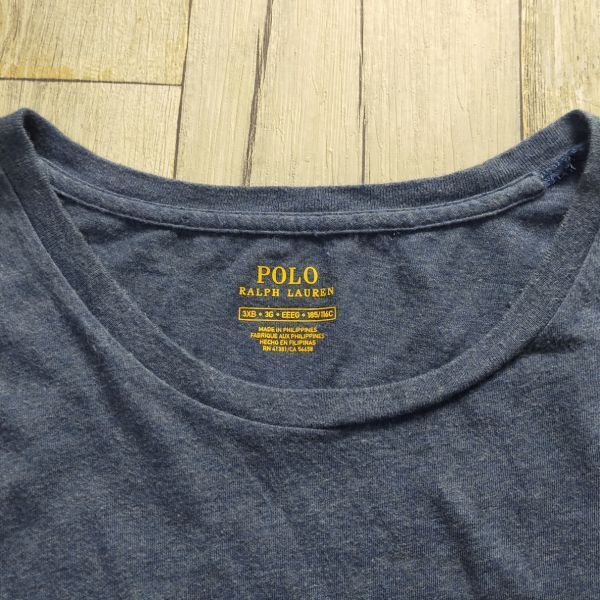 POLO
RALPH LAUREN
3XB • 3G • EEEG • 185/116C
MADE IN PHILIPPINES
FABRIQUE AUX PHILIPPINES
HECHO EN FILIPINAS
RN 41381/CA 56658